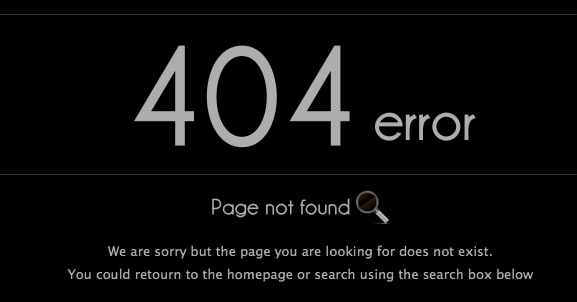 404 error
Page not found
We are sorry but the page you are looking for does not exist.
You could retourn to the homepage or search using the search box below